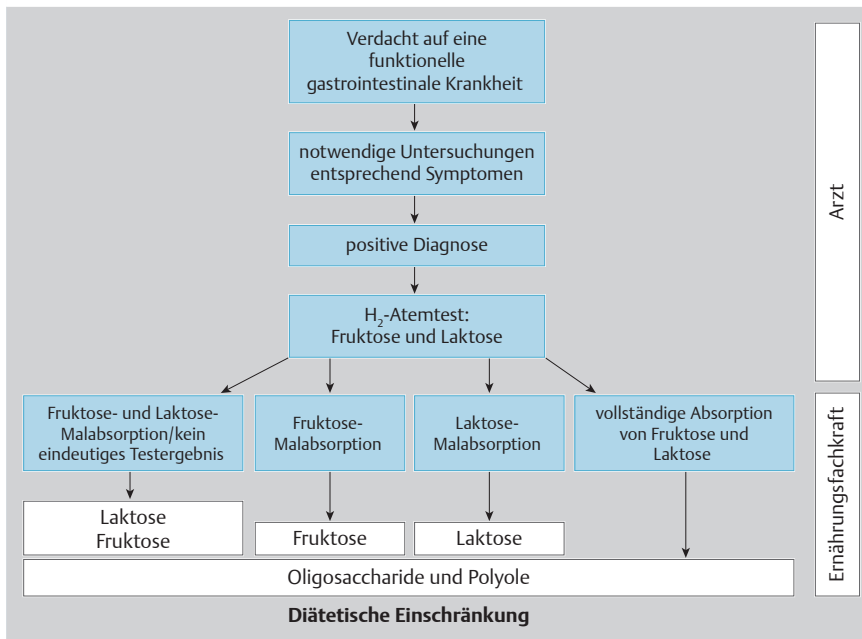 Verdacht auf eine
funktionelle
gastrointestinale Krankheit
notwendige Untersuchungen
entsprechend Symptomen
positive Diagnose
H₂-Atemtest:
Fruktose und Laktose
Arzt
Fruktose- und Laktose-
Malabsorption/kein
eindeutiges Testergebnis
Fruktose-
Malabsorption
Laktose-
Malabsorption
vollständige Absorption
von Fruktose und
Laktose
Ernährungsfachkraft
Laktose
Fruktose
Fruktose
Laktose
Oligosaccharide und Polyole
Diätetische Einschränkung